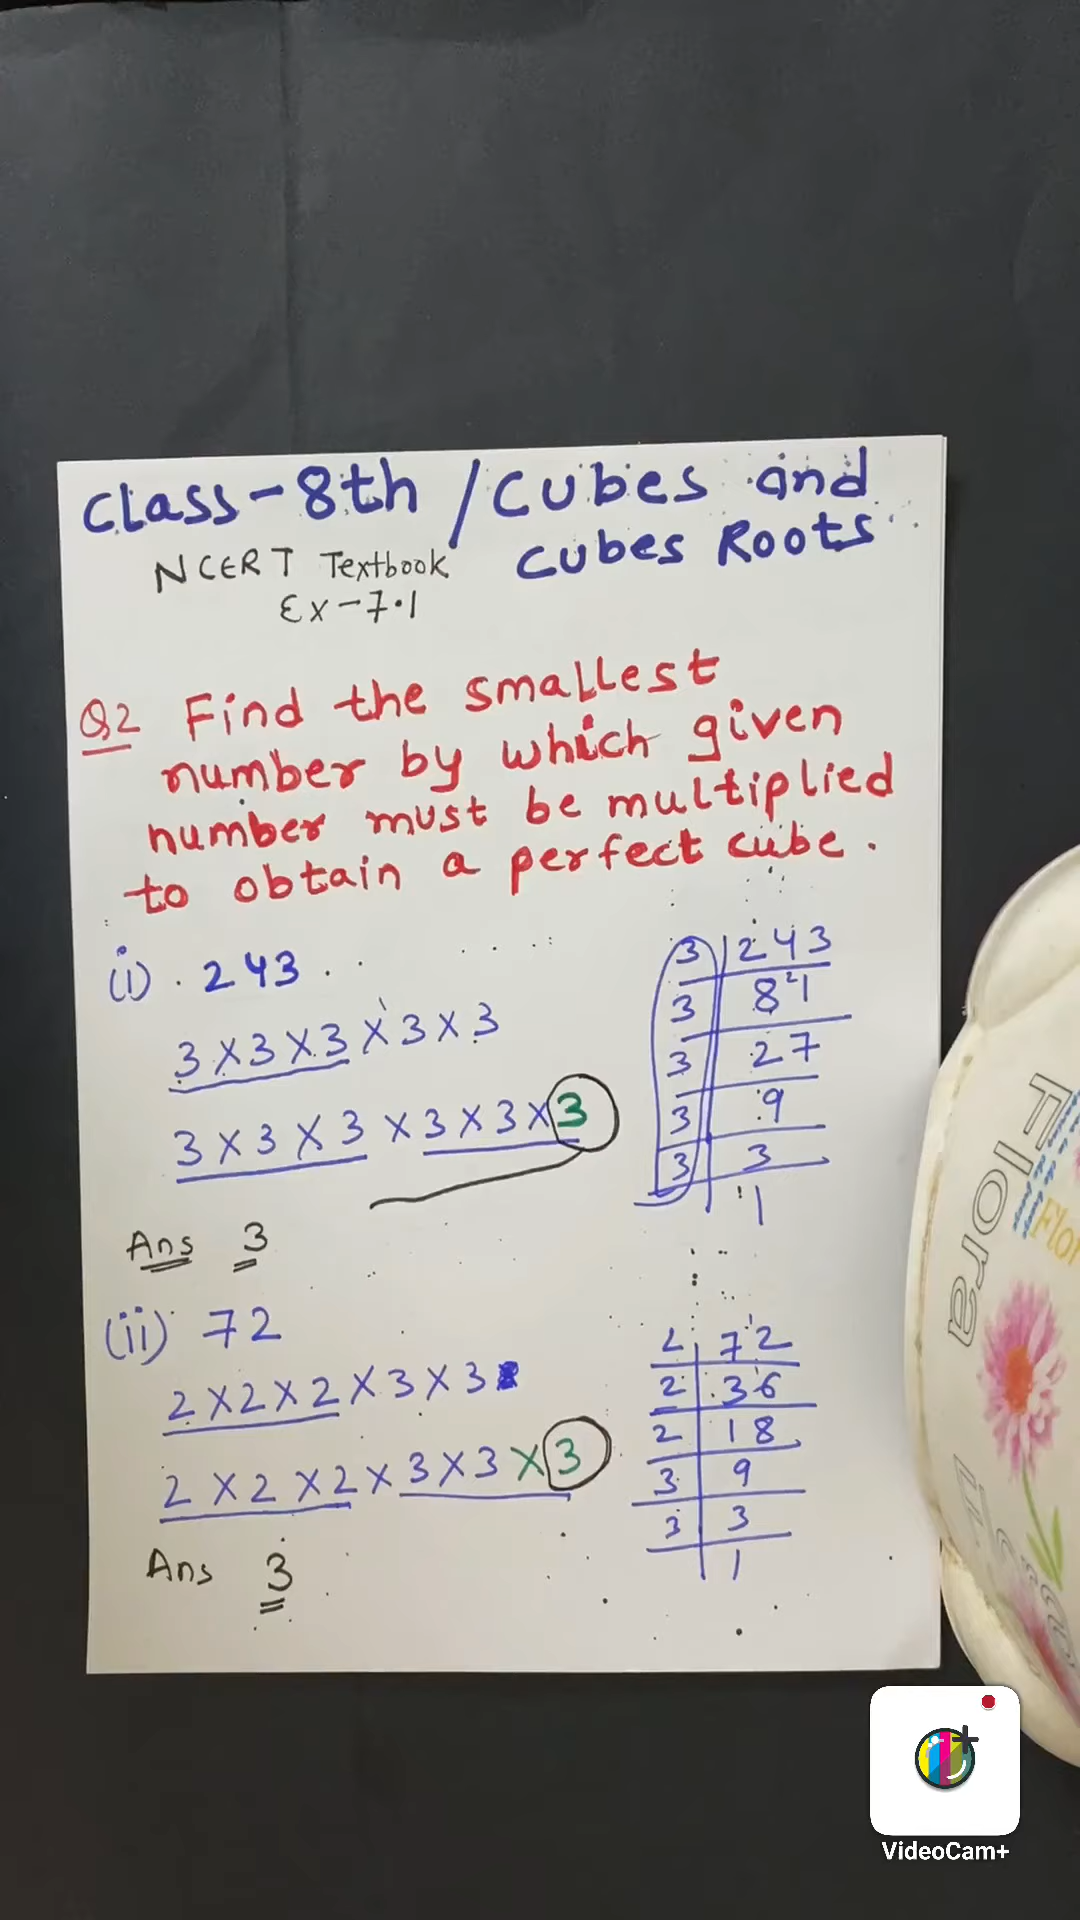 Class-8th / Cubes and
Cubes Roots
NCERT Textbook
Ex-7.1
Q2 Find the smallest
number by which given
number must be multiplied
to obtain a perfect cube.
(i) 243
3 × 3 × 3 × 3 × 3
3 × 3 × 3 × 3 × 3 × 3
Ans 3
3 | 243
3 | 81
3 | 27
3 | 9
3 | 3
1
(ii) 72
2 × 2 × 2 × 3 × 3
2 × 2 × 2 × 3 × 3 × 3
Ans 3
2 | 72
2 | 36
2 | 18
3 | 9
3 | 3
1
Flora
VideoCam+